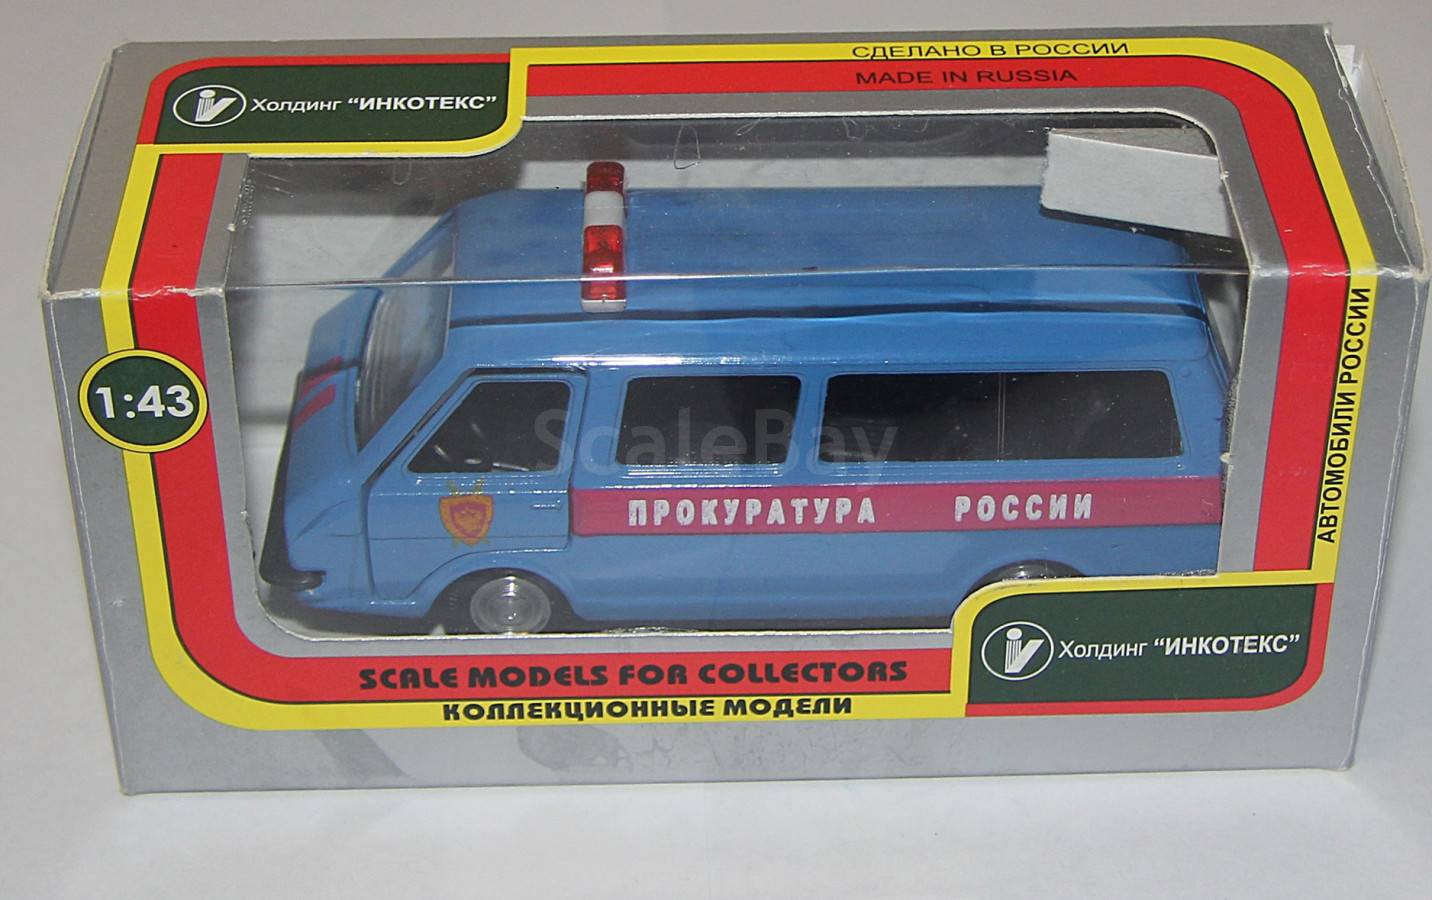 СДЕЛАНО В РОССИИ
MADE IN RUSSIA
Холдинг "ИНКОТЕКС"
1:43
ScaleBay
ПРОКУРАТУРА РОССИИ
АВТОМОБИЛИ РОССИИ
Холдинг "ИНКОТЕКС"
SCALE MODELS FOR COLLECTORS
КОЛЛЕКЦИОННЫЕ МОДЕЛИ